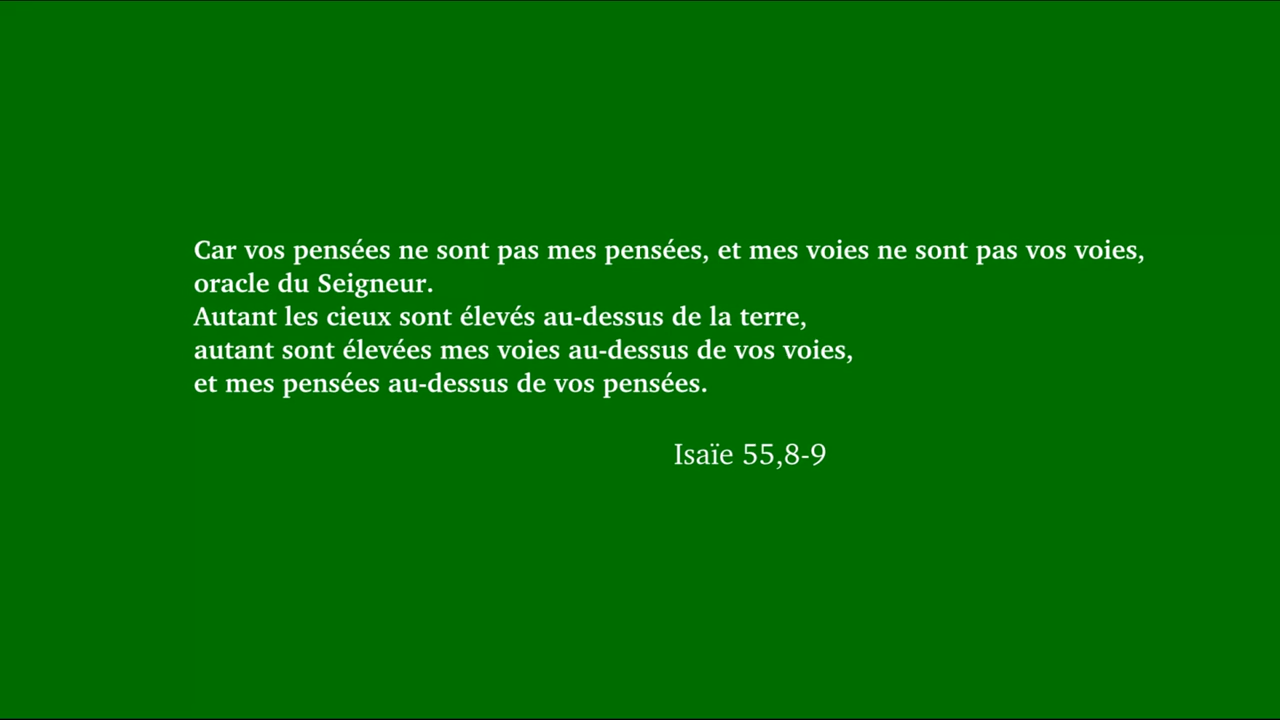 Car vos pensées ne sont pas mes pensées, et mes voies ne sont pas vos voies,
oracle du Seigneur.
Autant les cieux sont élevés au-dessus de la terre,
autant sont élevées mes voies au-dessus de vos voies,
et mes pensées au-dessus de vos pensées.
Isaïe 55,8-9